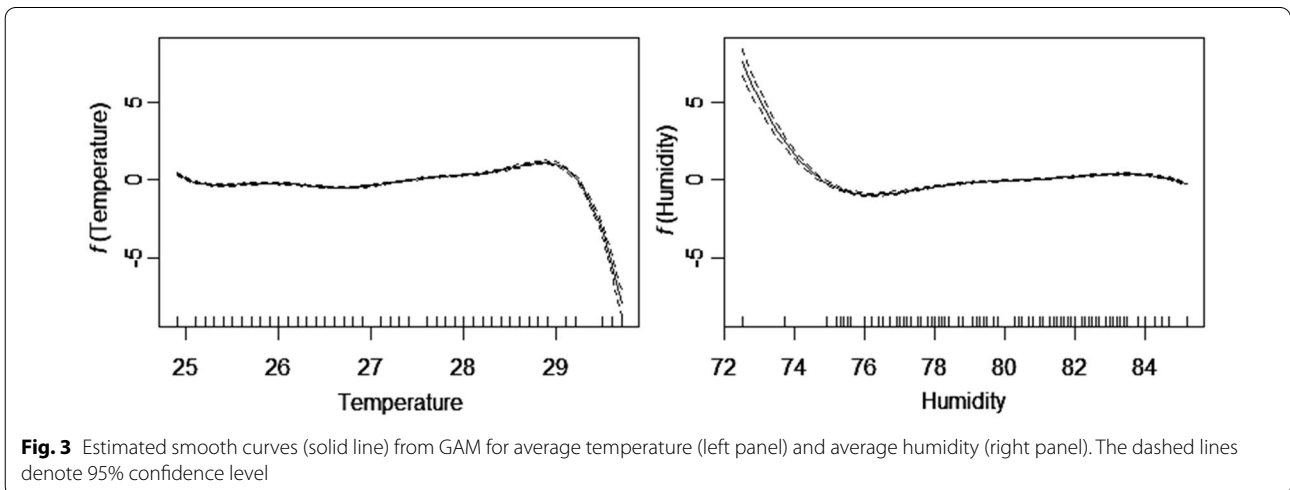 f(Temperature)
5
0
-5
25 26 27 28 29
Temperature
f(Humidity)
5
0
-5
72 74 76 78 80 82 84
Humidity
Fig. 3 Estimated smooth curves (solid line) from GAM for average temperature (left panel) and average humidity (right panel). The dashed lines
denote 95% confidence level